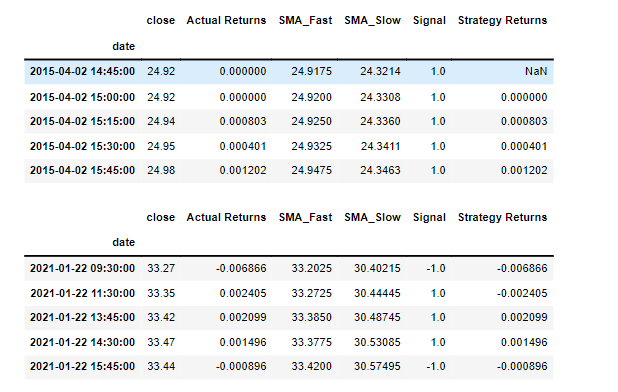 close Actual Returns SMA_Fast SMA_Slow Signal Strategy Returns
date
2015-04-02 14:45:00 24.92 0.000000 24.9175 24.3214 1.0 NaN
2015-04-02 15:00:00 24.92 0.000000 24.9200 24.3308 1.0 0.000000
2015-04-02 15:15:00 24.94 0.000803 24.9250 24.3360 1.0 0.000803
2015-04-02 15:30:00 24.95 0.000401 24.9325 24.3411 1.0 0.000401
2015-04-02 15:45:00 24.98 0.001202 24.9475 24.3463 1.0 0.001202
close Actual Returns SMA_Fast SMA_Slow Signal Strategy Returns
date
2021-01-22 09:30:00 33.27 -0.006866 33.2025 30.40215 -1.0 -0.006866
2021-01-22 11:30:00 33.35 0.002405 33.2725 30.44445 1.0 -0.002405
2021-01-22 13:45:00 33.42 0.002099 33.3850 30.48745 1.0 0.002099
2021-01-22 14:30:00 33.47 0.001496 33.3775 30.53085 1.0 0.001496
2021-01-22 15:45:00 33.44 -0.000896 33.4200 30.57495 -1.0 -0.000896